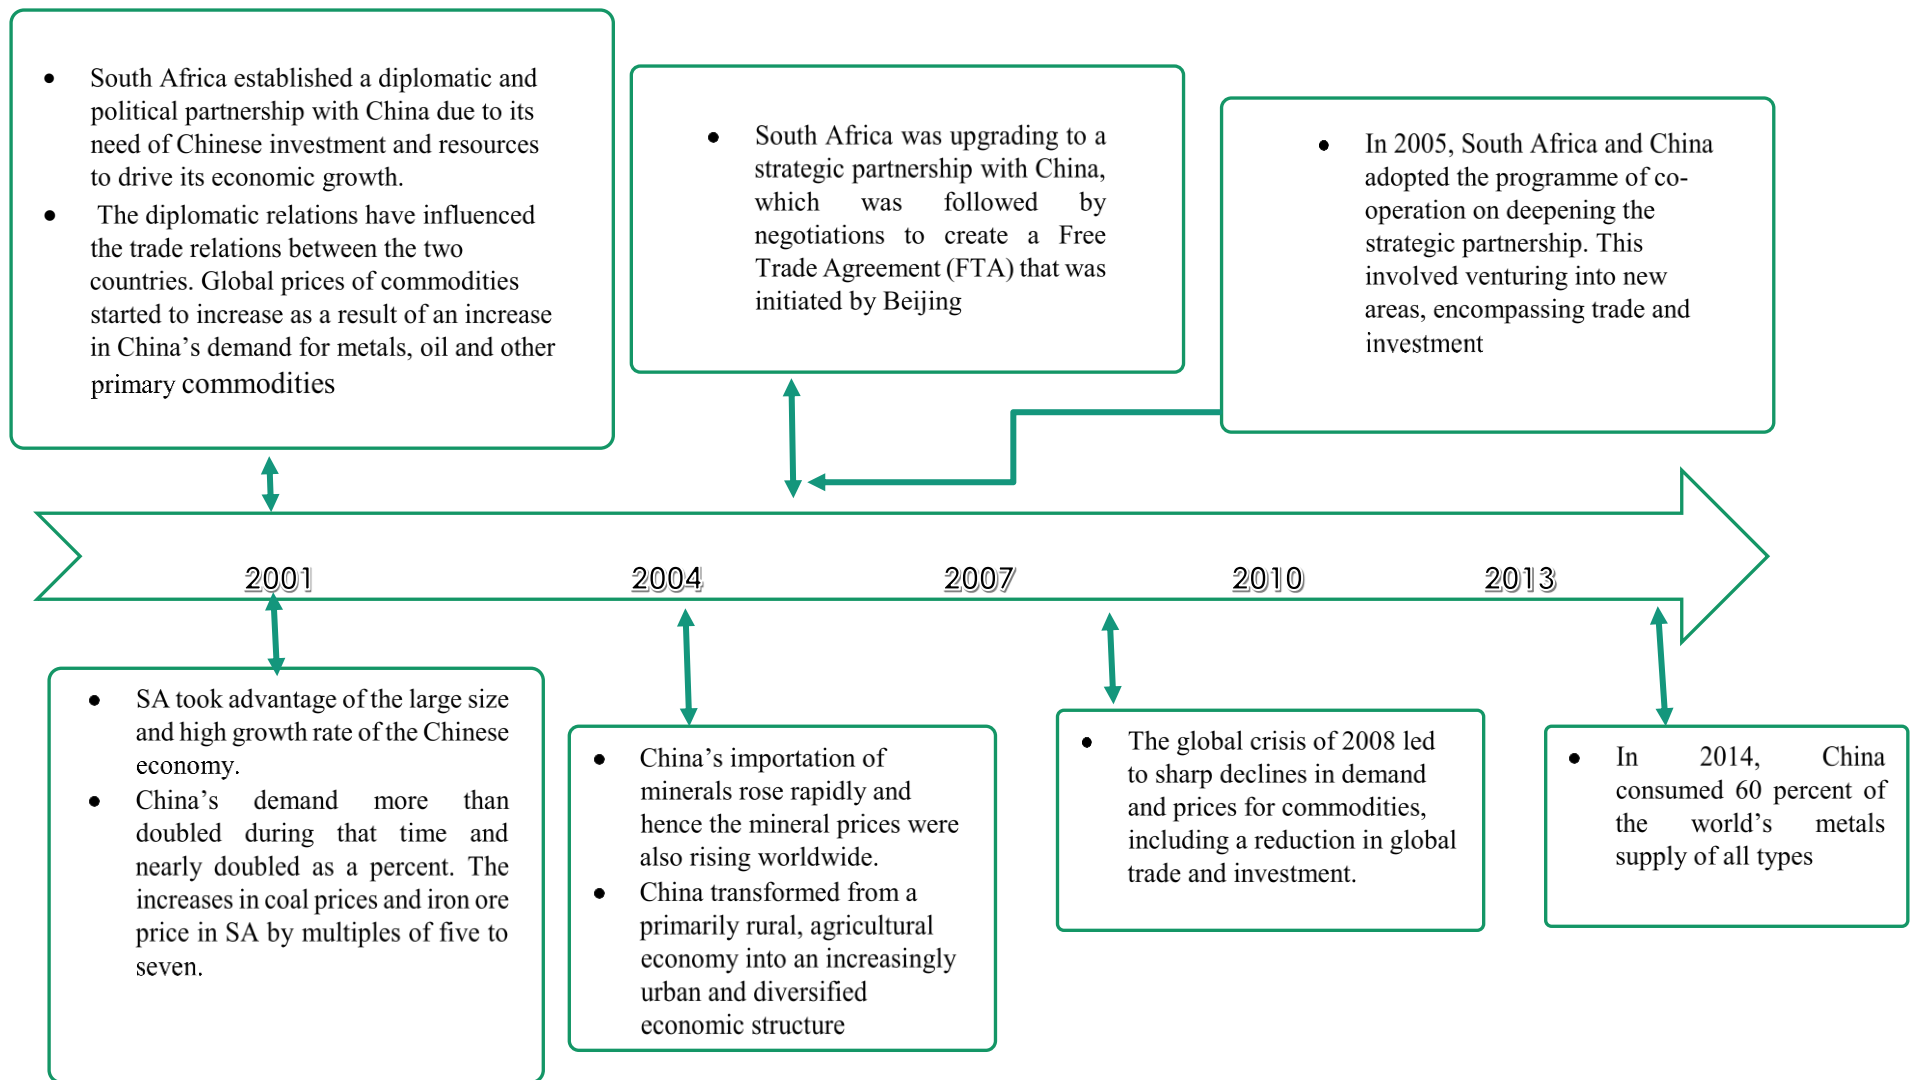 South Africa established a diplomatic and
political partnership with China due to its
need of Chinese investment and resources
to drive its economic growth.
The diplomatic relations have influenced
the trade relations between the two
countries. Global prices of commodities
started to increase as a result of an increase
in China’s demand for metals, oil and other
primary commodities
South Africa was upgrading to a
strategic partnership with China,
which was followed by
negotiations to create a Free
Trade Agreement (FTA) that was
initiated by Beijing
In 2005, South Africa and China
adopted the programme of co-
operation on deepening the
strategic partnership. This
involved venturing into new
areas, encompassing trade and
investment
2001 2004 2007 2010 2013
SA took advantage of the large size
and high growth rate of the Chinese
economy.
China’s demand more than
doubled during that time and
nearly doubled as a percent. The
increases in coal prices and iron ore
price in SA by multiples of five to
seven.
China’s importation of
minerals rose rapidly and
hence the mineral prices were
also rising worldwide.
China transformed from a
primarily rural, agricultural
economy into an increasingly
urban and diversified
economic structure
The global crisis of 2008 led
to sharp declines in demand
and prices for commodities,
including a reduction in global
trade and investment.
In 2014, China
consumed 60 percent of
the world’s metals
supply of all types